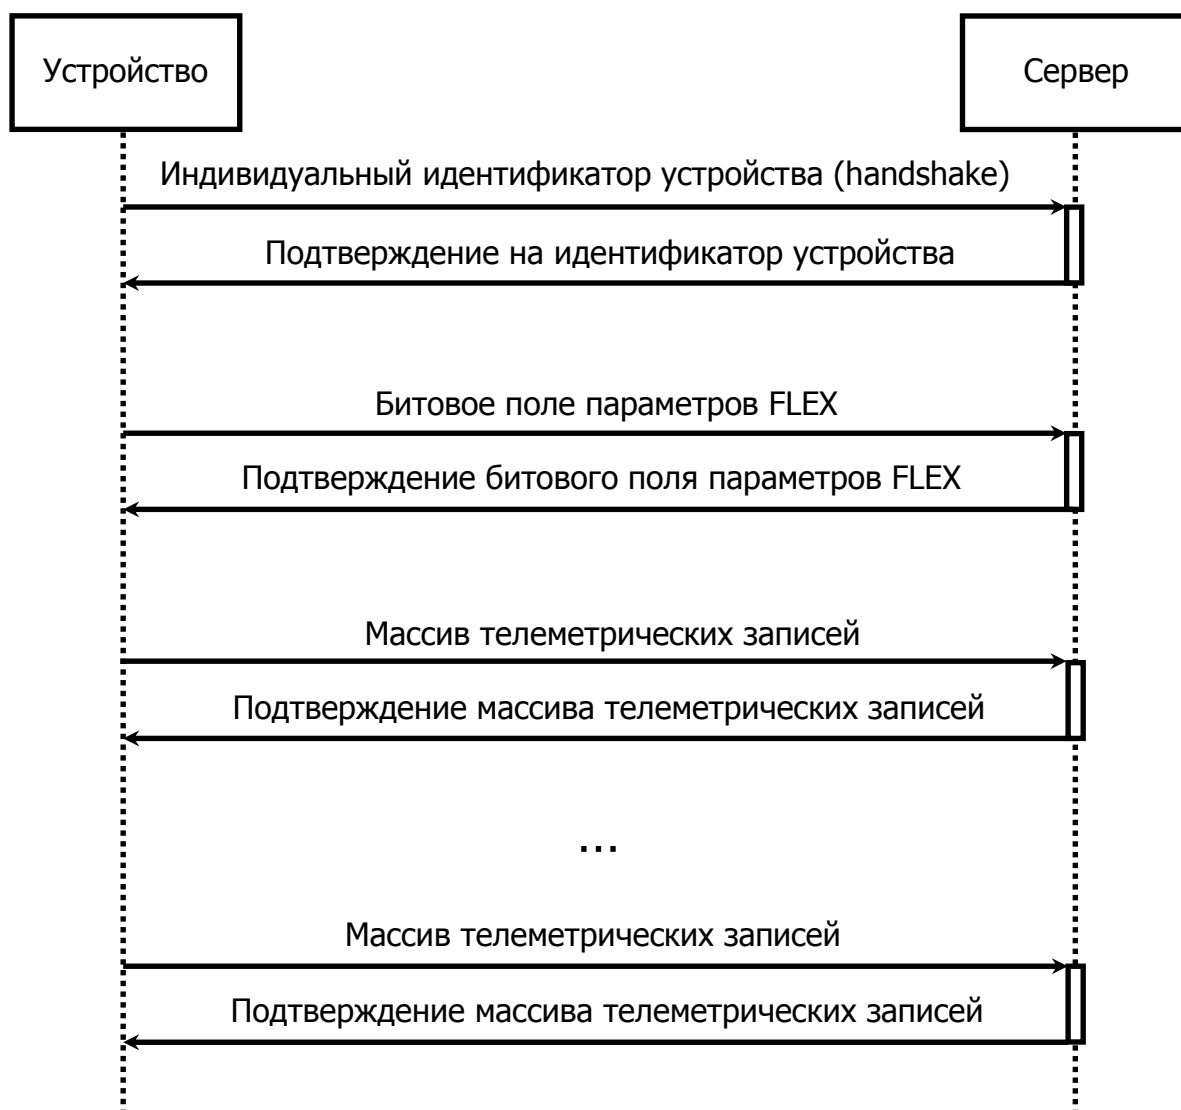 Устройство
Сервер
Индивидуальный идентификатор устройства (handshake)
Подтверждение на идентификатор устройства
Битовое поле параметров FLEX
Подтверждение битового поля параметров FLEX
Массив телеметрических записей
Подтверждение массива телеметрических записей
...
Массив телеметрических записей
Подтверждение массива телеметрических записей